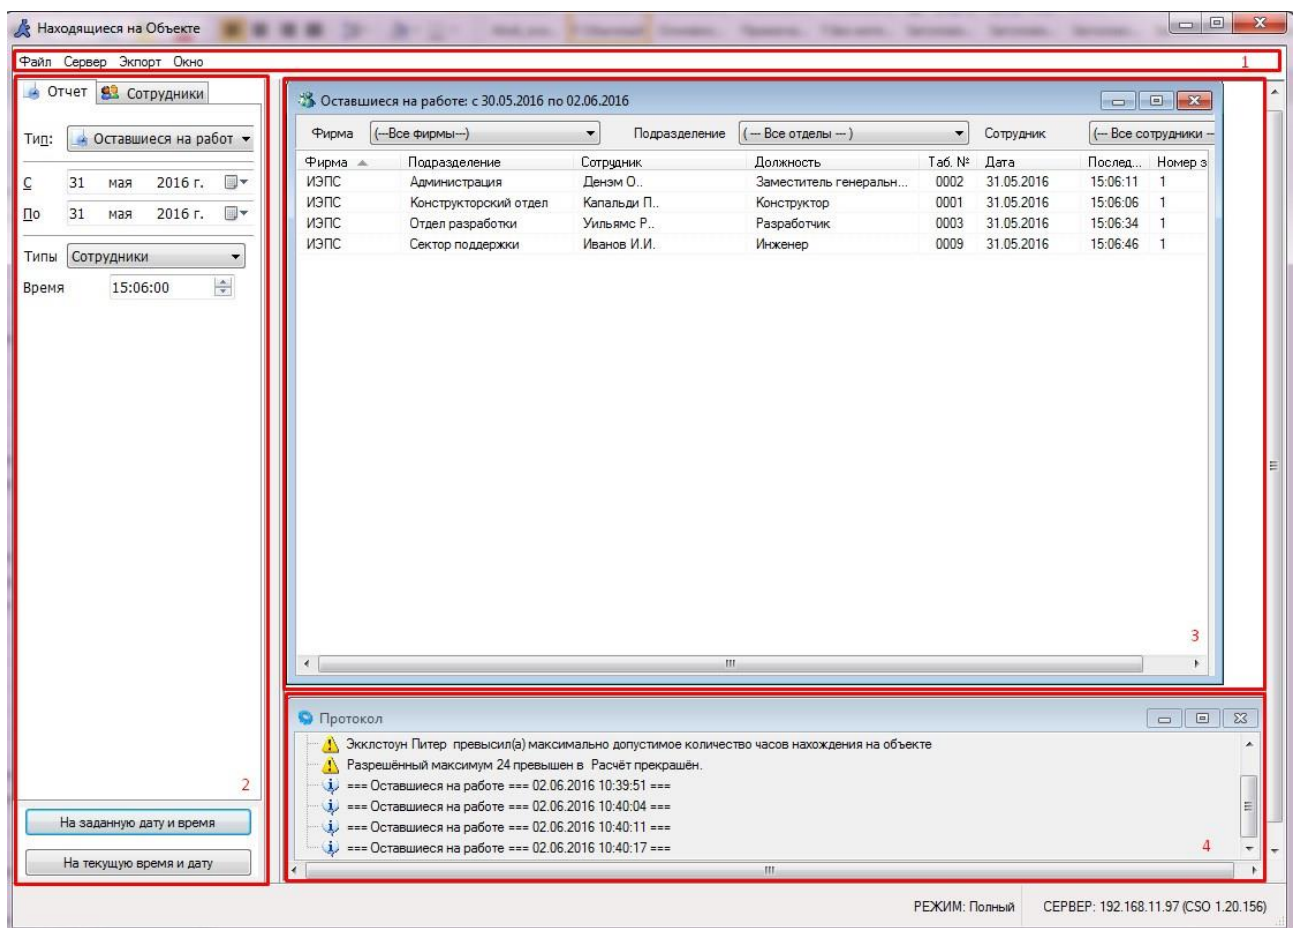 Находящиеся на Объекте
Файл Сервер Экпорт Окно
1
Отчет Сотрудники
Тип: Оставшиеся на работ
С 31 мая 2016 г.
По 31 мая 2016 г.
Типы Сотрудники
Время 15:06:00
2
На заданную дату и время
На текущую время и дату
Оставшиеся на работе: с 30.05.2016 по 02.06.2016
Фирма (---Все фирмы---) Подразделение ( --- Все отделы --- ) Сотрудник (--- Все сотрудники ---
Фирма Подразделение Сотрудник Должность Таб. № Дата Послед... Номер з
ИЭПС Администрация Денэм О.. Заместитель генеральн... 0002 31.05.2016 15:06:11 1
ИЭПС Конструкторский отдел Капальди П.. Конструктор 0001 31.05.2016 15:06:06 1
ИЭПС Отдел разработки Уильямс Р.. Разработчик 0003 31.05.2016 15:06:34 1
ИЭПС Сектор поддержки Иванов И.И. Инженер 0009 31.05.2016 15:06:46 1
3
Протокол
Экклстоун Питер превысил(а) максимально допустимое количество часов нахождения на объекте
Разрешённый максимум 24 превышен в Расчёт прекращён.
=== Оставшиеся на работе === 02.06.2016 10:39:51 ===
=== Оставшиеся на работе === 02.06.2016 10:40:04 ===
=== Оставшиеся на работе === 02.06.2016 10:40:11 ===
=== Оставшиеся на работе === 02.06.2016 10:40:17 ===
4
РЕЖИМ: Полный СЕРВЕР: 192.168.11.97 (CSO 1.20.156)